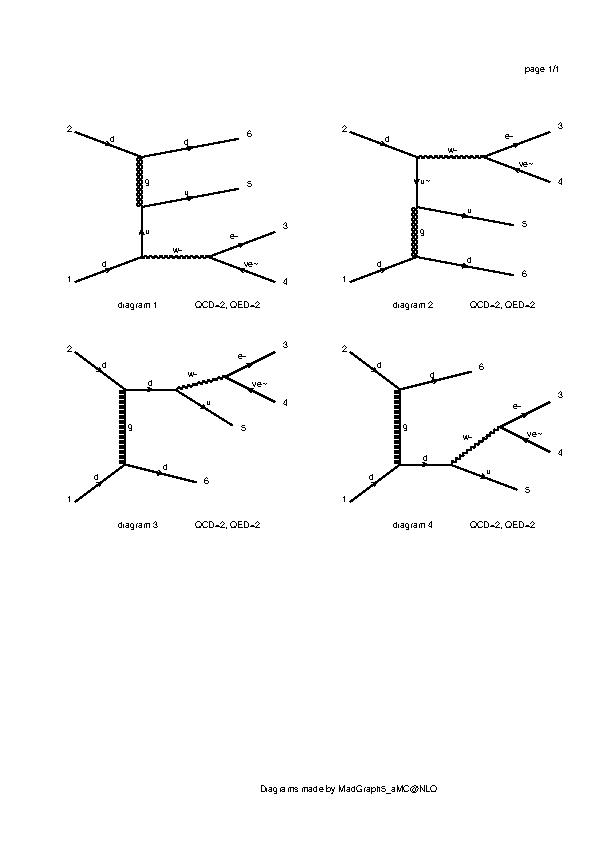 page 1/1
2 d d 6
g
u 5
u
w- e- 3
1 d ve~ 4
diagram 1 QCD=2, QED=2
2 d w- e- 3
ve~ 4
u~
u 5
g
1 d d 6
diagram 2 QCD=2, QED=2
2 d d w- e- 3
ve~ 4
u 5
g
1 d d 6
diagram 3 QCD=2, QED=2
2 d d 6
g
w- e- 3
ve~ 4
1 d d u 5
diagram 4 QCD=2, QED=2
Diagrams made by MadGraph5_aMC@NLO